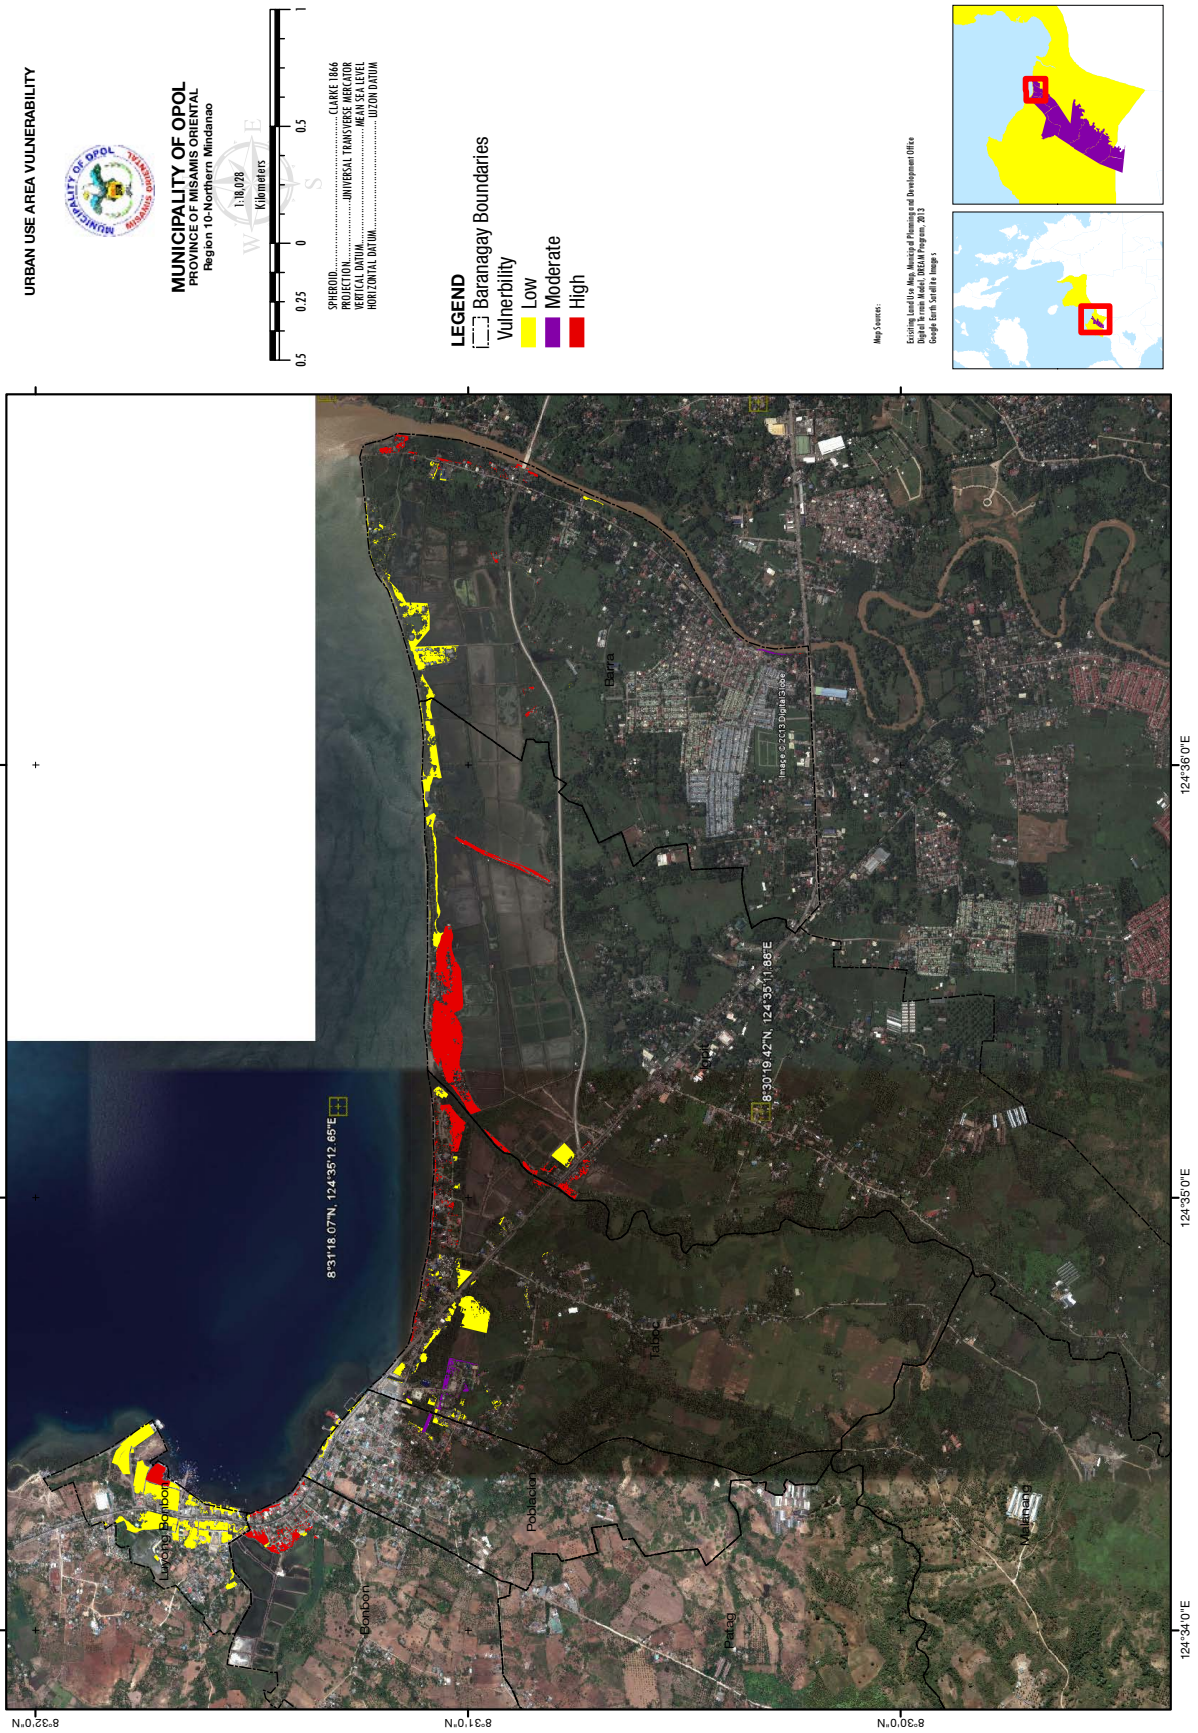 URBAN USE AREA VULNERABILITY
MUNICIPALITY OF OPOL
MISAMIS ORIENTAL
MUNICIPALITY OF OPOL
PROVINCE OF MISAMIS ORIENTAL
Region 10-Northern Mindanao
W E S
1:18,028
Kilometers
0.5 0.25 0 0.5 1
SPHEROID..............................CLARKE 1866
PROJECTION....................UNIVERSAL TRANSVERSE MERCATOR
VERTICAL DATUM.......................MEAN SEA LEVEL
HORIZONTAL DATUM.......................LUZON DATUM
LEGEND
Baranagay Boundaries
Vulnerbility
Low
Moderate
High
Map Sources:
Existing Land Use Map, Municipal Planning and Development Office
Digital Terrain Model, DREAM Program, 2013
Google Earth Satellite Images
8°32'0"N
8°31'0"N
8°30'0"N
124°34'0"E
124°35'0"E
124°36'0"E
8°31'18.07"N, 124°35'12.65"E
8°30'19.42"N, 124°35'11.88"E
Image © 2013 DigitalGlobe
Luyong Bonbon
Bonbon
Poblacion
Patag
Malanang
Taboc
Igpit
Barra